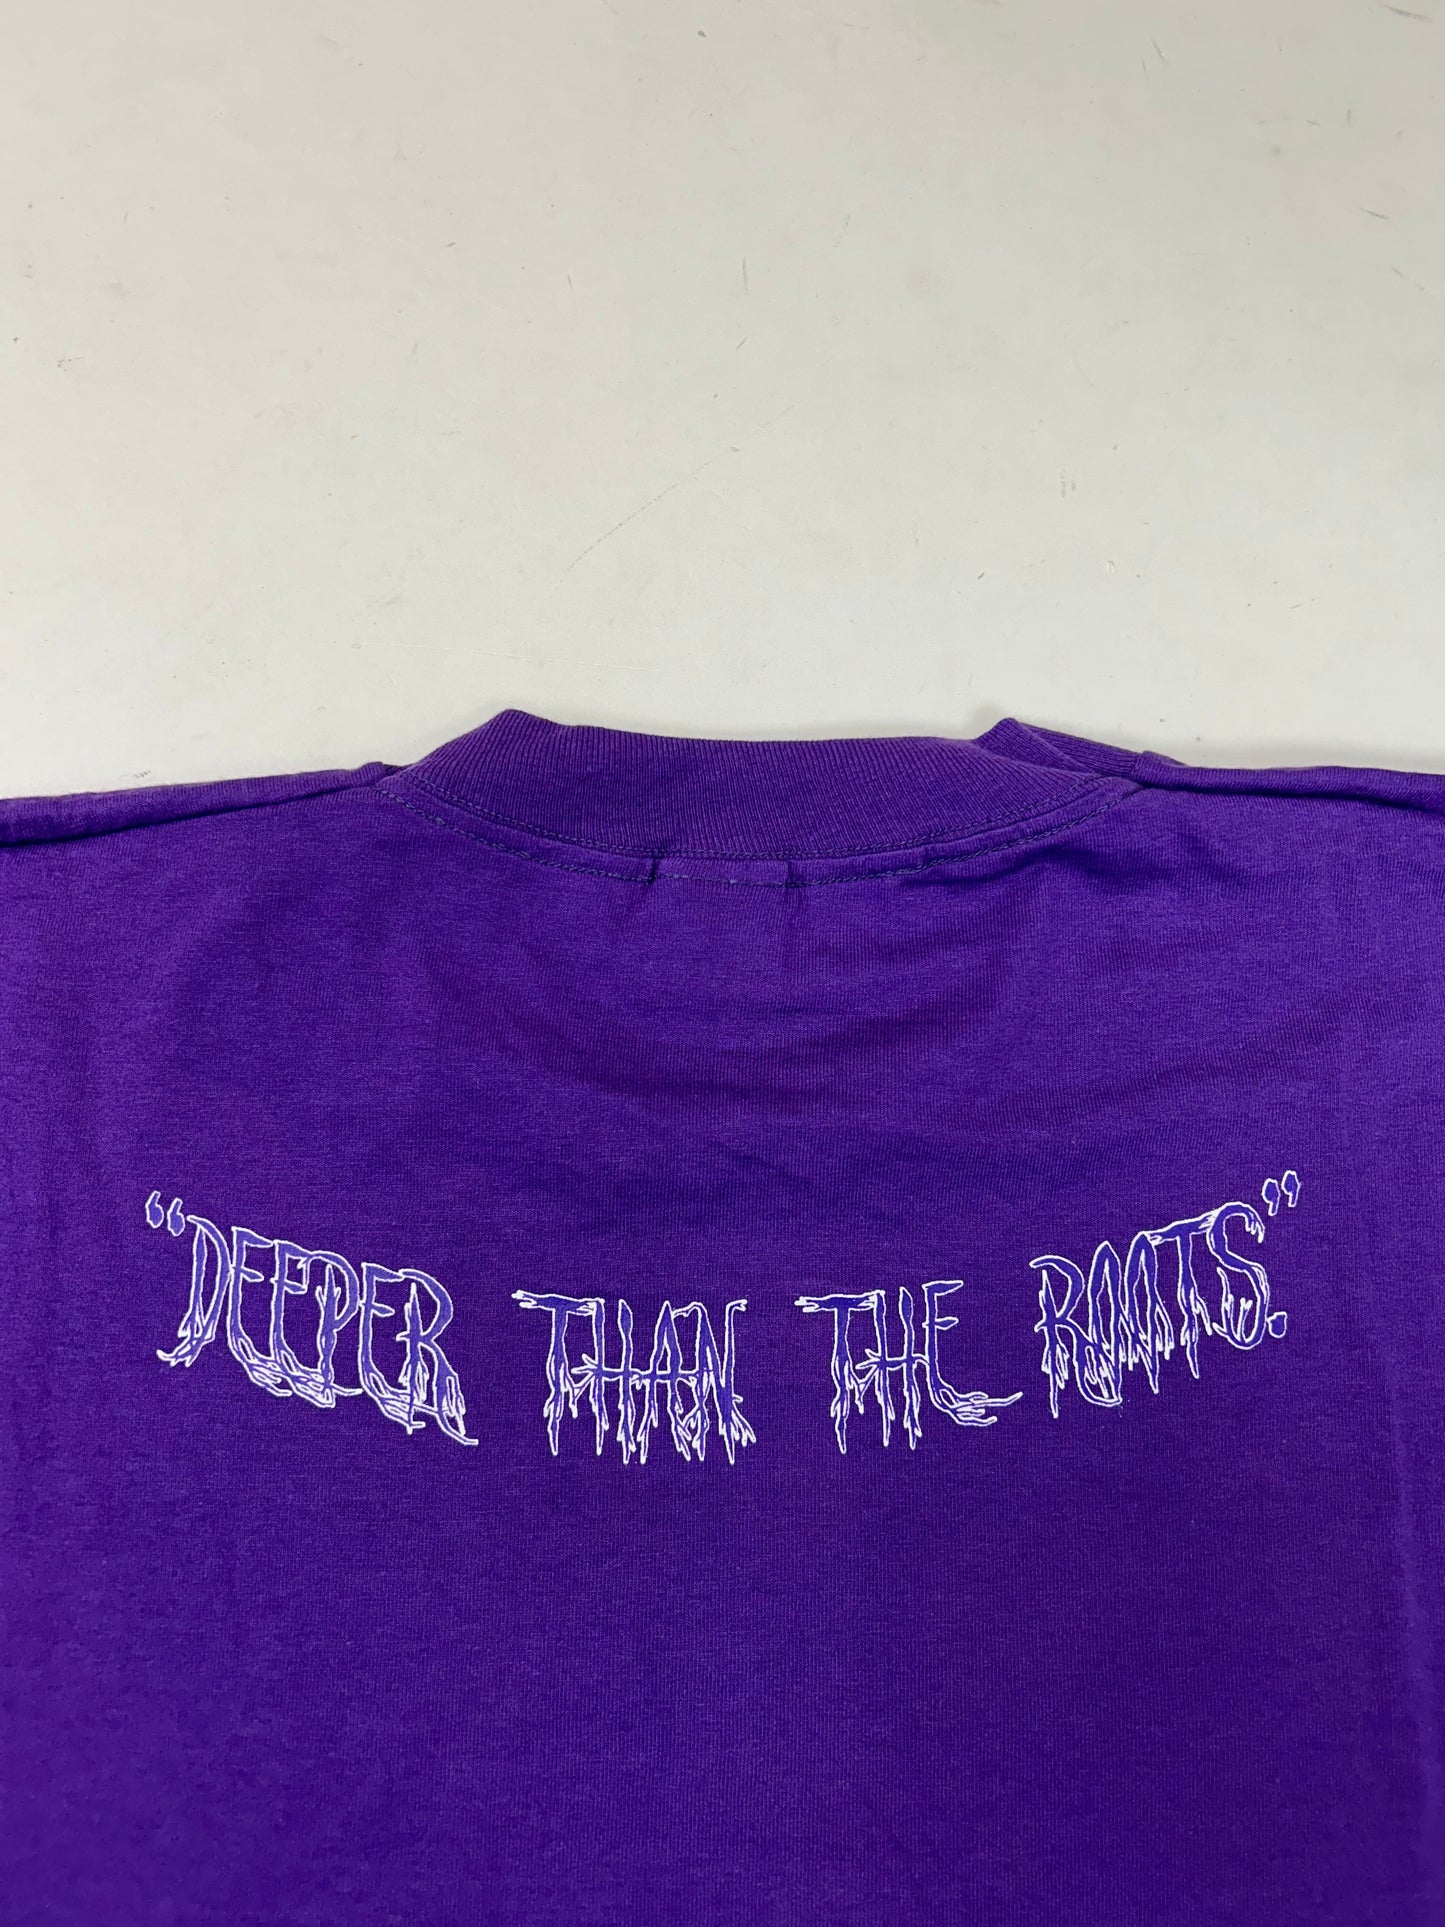 “DEEPER THAN THE ROOTS.”